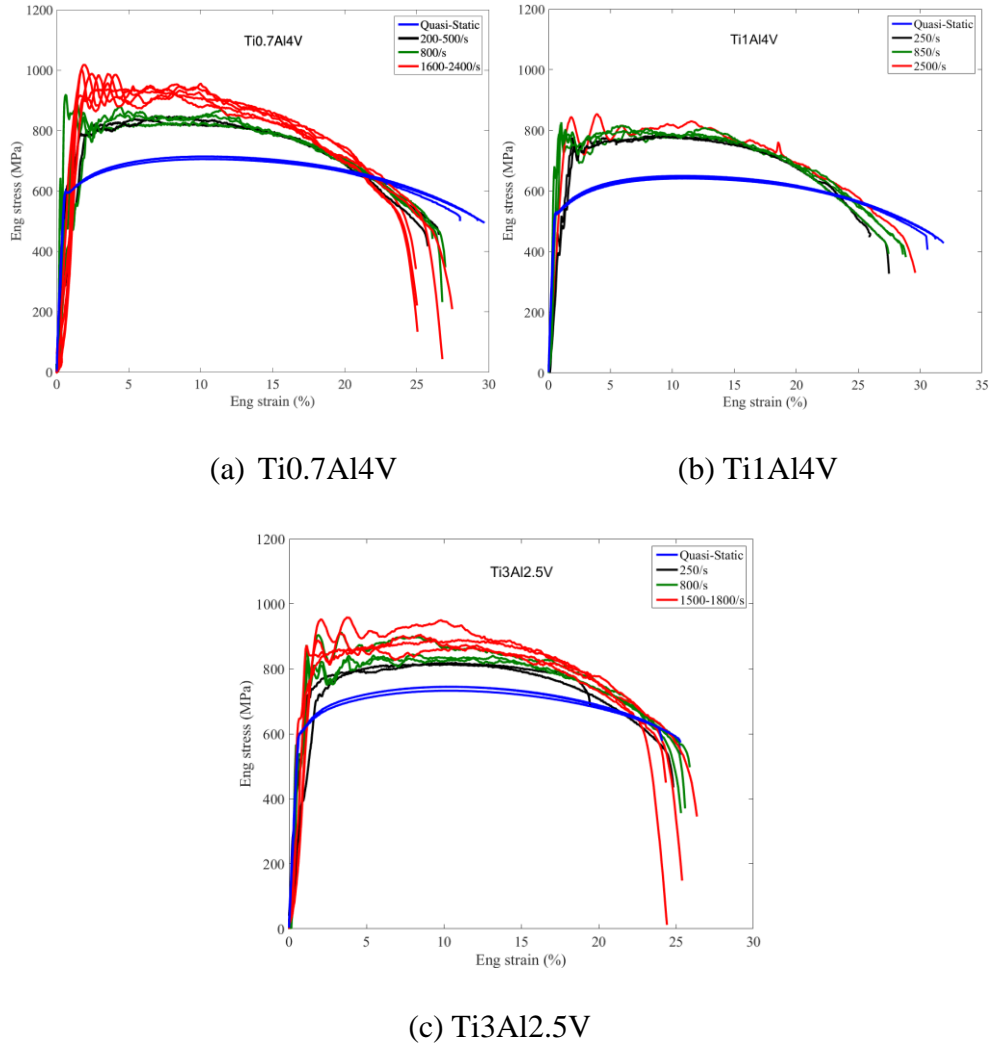 1200
1000
800
600
400
200
0
Eng stress (MPa)
Ti0.7Al4V
Quasi-Static
200-500/s
800/s
1600-2400/s
0 5 10 15 20 25 30
Eng strain (%)
(a) Ti0.7Al4V
1200
1000
800
600
400
200
0
Eng stress (MPa)
Ti1Al4V
Quasi-Static
250/s
850/s
2500/s
0 5 10 15 20 25 30 35
Eng strain (%)
(b) Ti1Al4V
1200
1000
800
600
400
200
0
Eng stress (MPa)
Ti3Al2.5V
Quasi-Static
250/s
800/s
1500-1800/s
0 5 10 15 20 25 30
Eng strain (%)
(c) Ti3Al2.5V